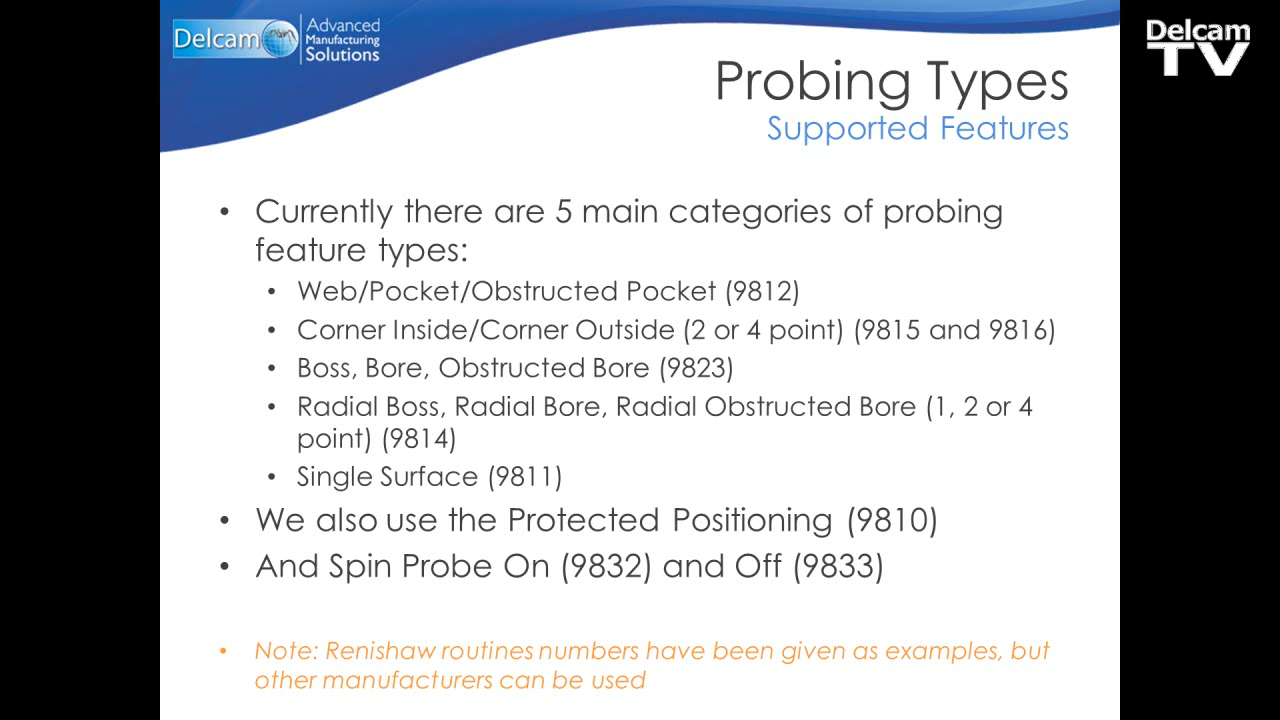 Delcam
Advanced
Manufacturing
Solutions
Delcam
TV
Probing Types
Supported Features
• Currently there are 5 main categories of probing
feature types:
• Web/Pocket/Obstructed Pocket (9812)
• Corner Inside/Corner Outside (2 or 4 point) (9815 and 9816)
• Boss, Bore, Obstructed Bore (9823)
• Radial Boss, Radial Bore, Radial Obstructed Bore (1, 2 or 4
point) (9814)
• Single Surface (9811)
• We also use the Protected Positioning (9810)
• And Spin Probe On (9832) and Off (9833)
• Note: Renishaw routines numbers have been given as examples, but
other manufacturers can be used